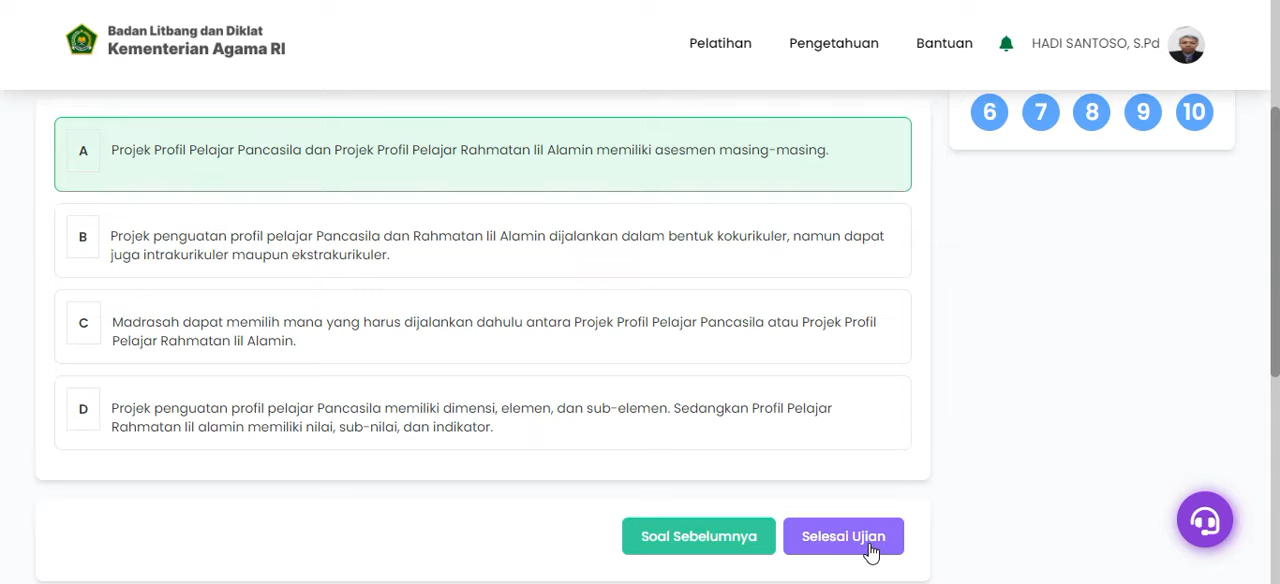 Badan Litbang dan Diklat
Kementerian Agama RI
Pelatihan
Pengetahuan
Bantuan
HADI SANTOSO, S.Pd
6 7 8 9 10
A
Projek Profil Pelajar Pancasila dan Projek Profil Pelajar Rahmatan lil Alamin memiliki asesmen masing-masing.
B
Projek penguatan profil pelajar Pancasila dan Rahmatan lil Alamin dijalankan dalam bentuk kokurikuler, namun dapat
juga intrakurikuler maupun ekstrakurikuler.
C
Madrasah dapat memilih mana yang harus dijalankan dahulu antara Projek Profil Pelajar Pancasila atau Projek Profil
Pelajar Rahmatan lil Alamin.
D
Projek penguatan profil pelajar Pancasila memiliki dimensi, elemen, dan sub-elemen. Sedangkan Profil Pelajar
Rahmatan lil alamin memiliki nilai, sub-nilai, dan indikator.
Soal Sebelumnya
Selesai Ujian